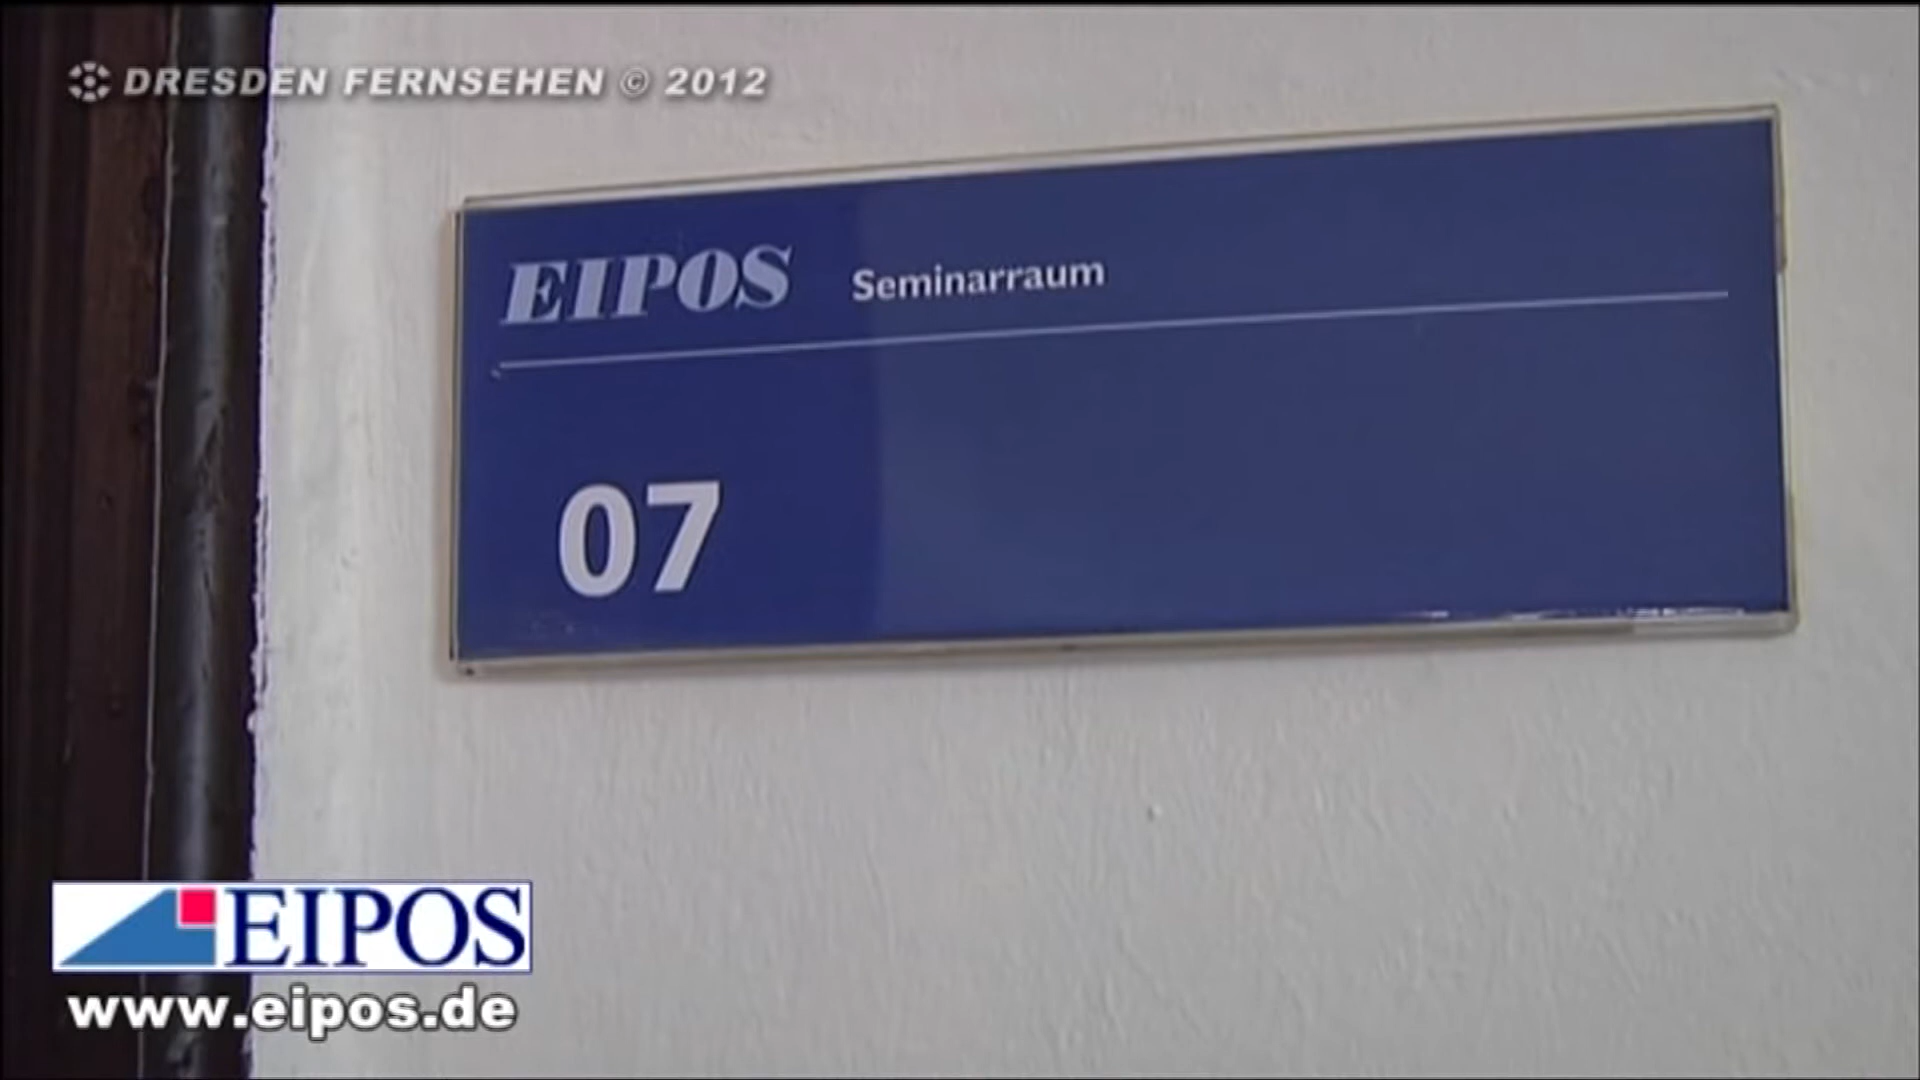 DRESDEN FERNSEHEN © 2012
EIPOS Seminarraum
07
EIPOS
www.eipos.de